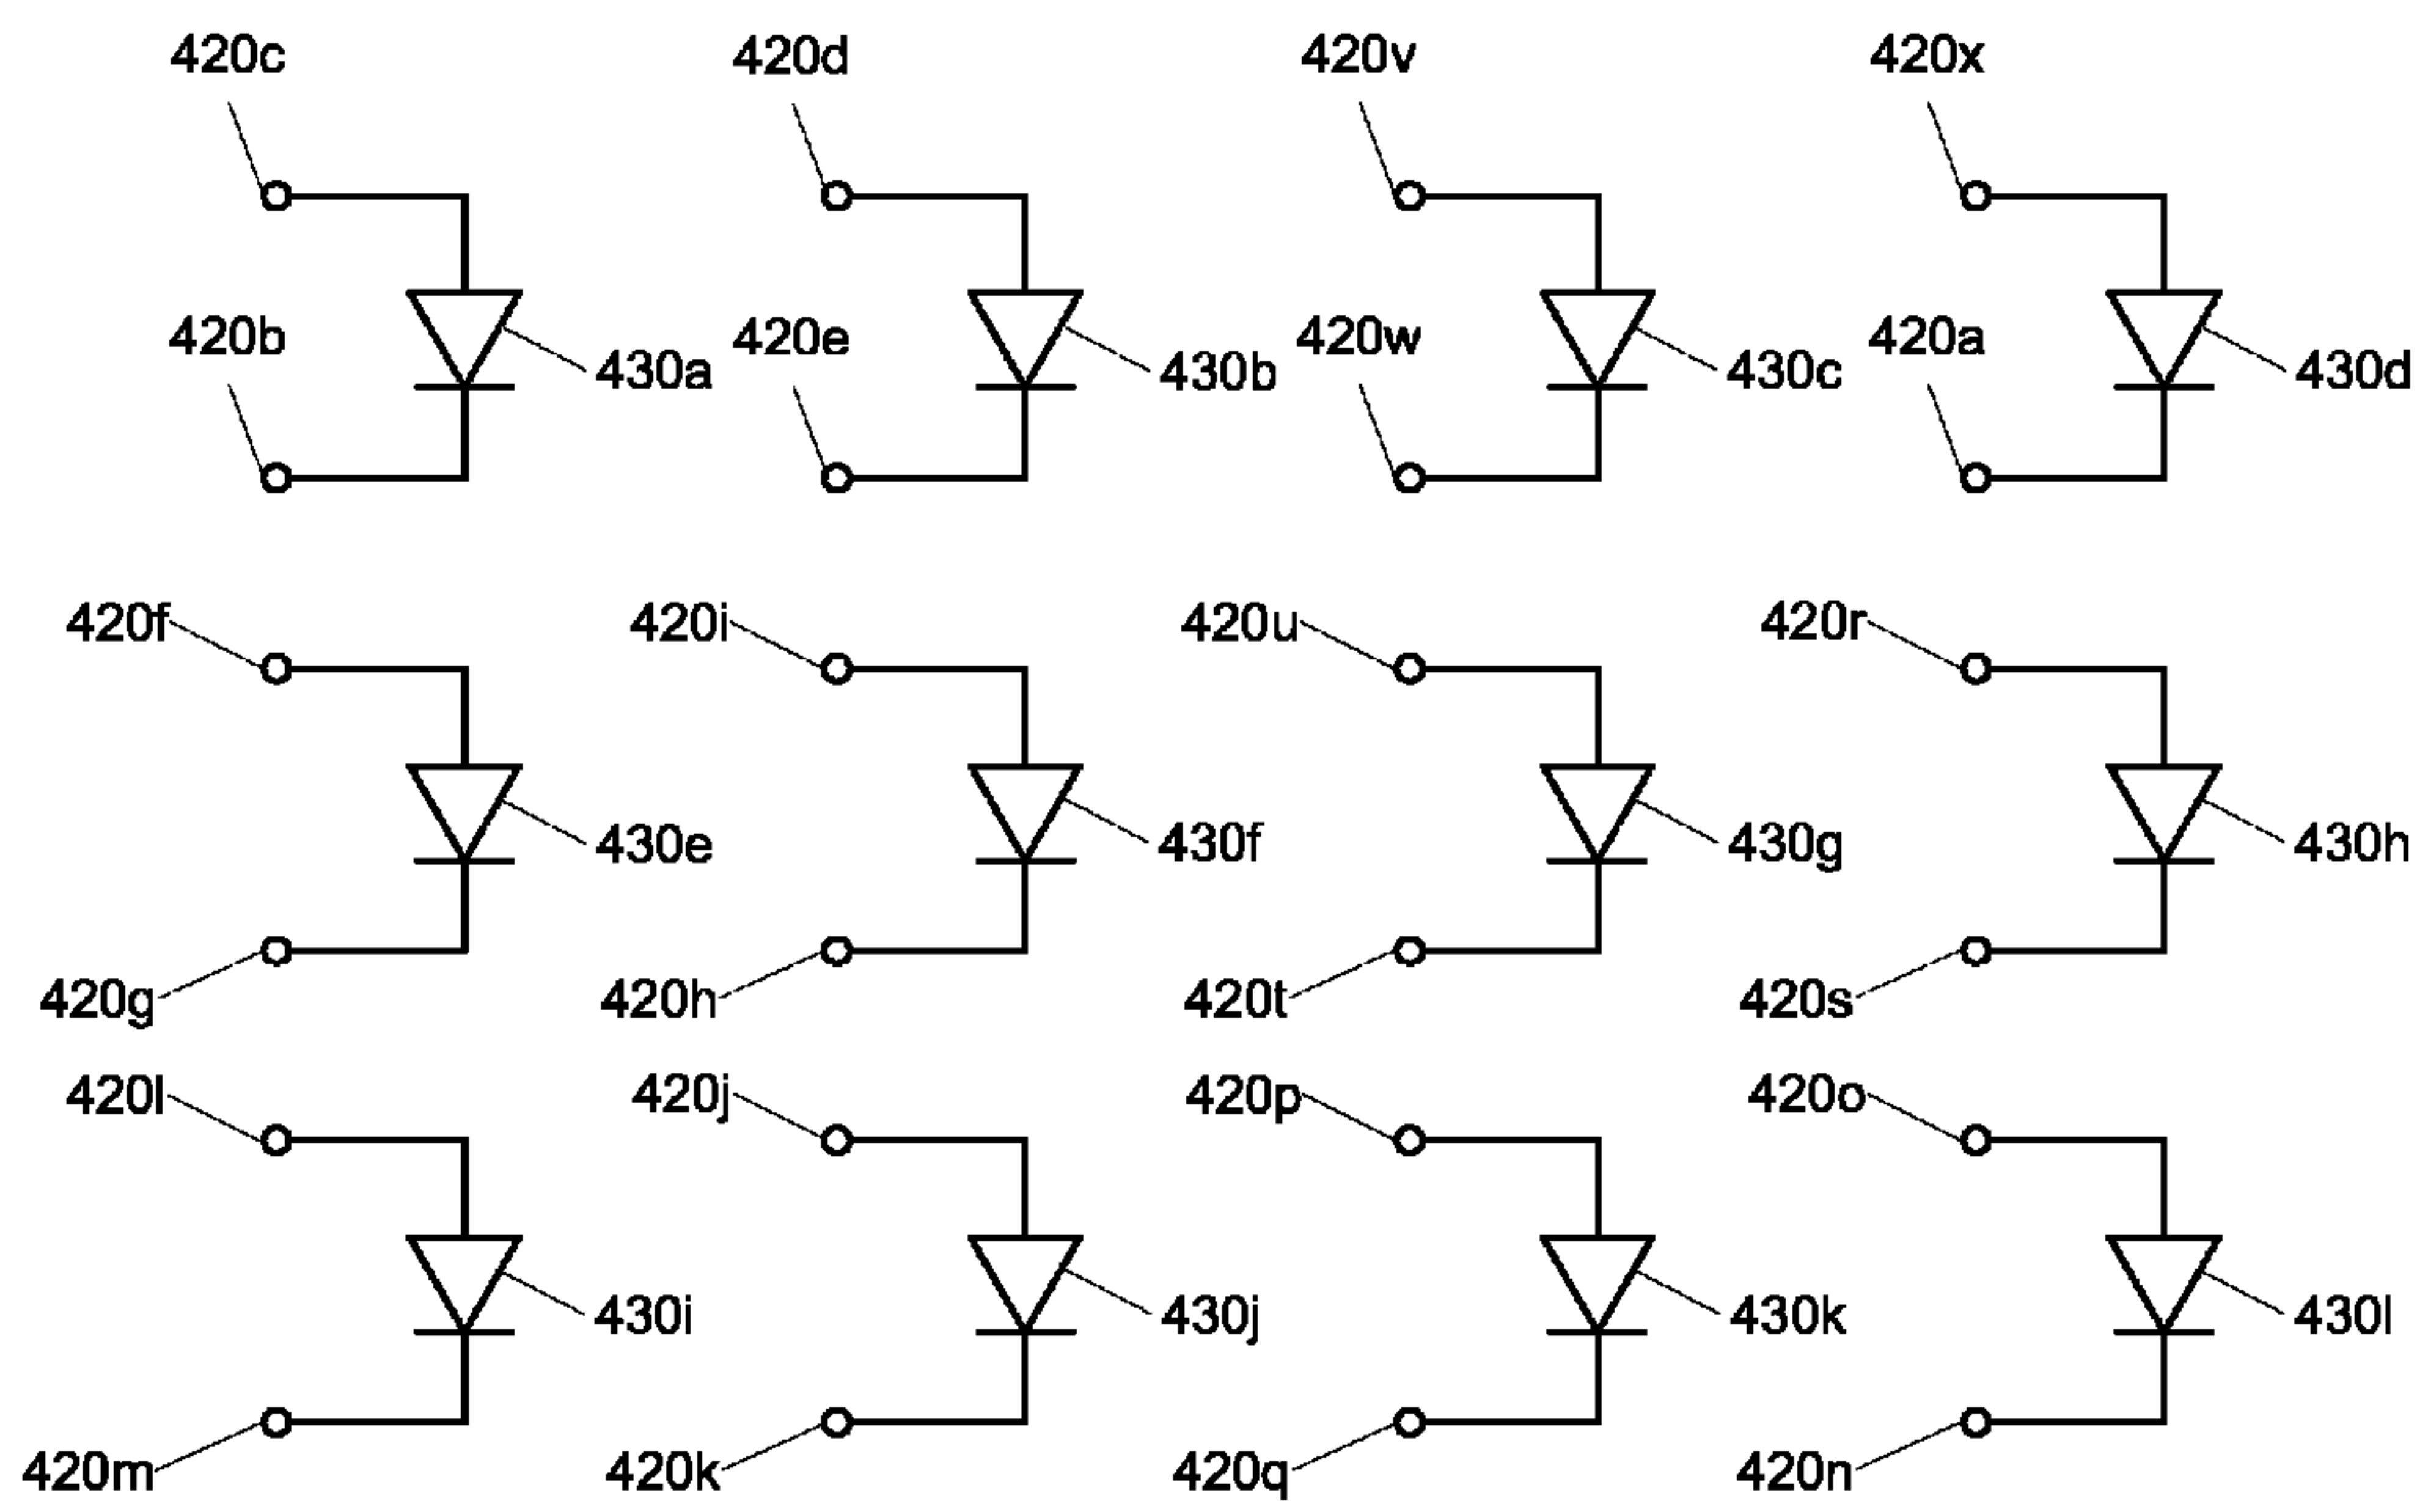 420c 420d 420v 420x
420b 420e 420w 420a
430a 430b 430c 430d
420f 420i 420u 420r
430e 430f 430g 430h
420g 420h 420t 420s
420l 420j 420p 420o
430i 430j 430k 430l
420m 420k 420q 420n